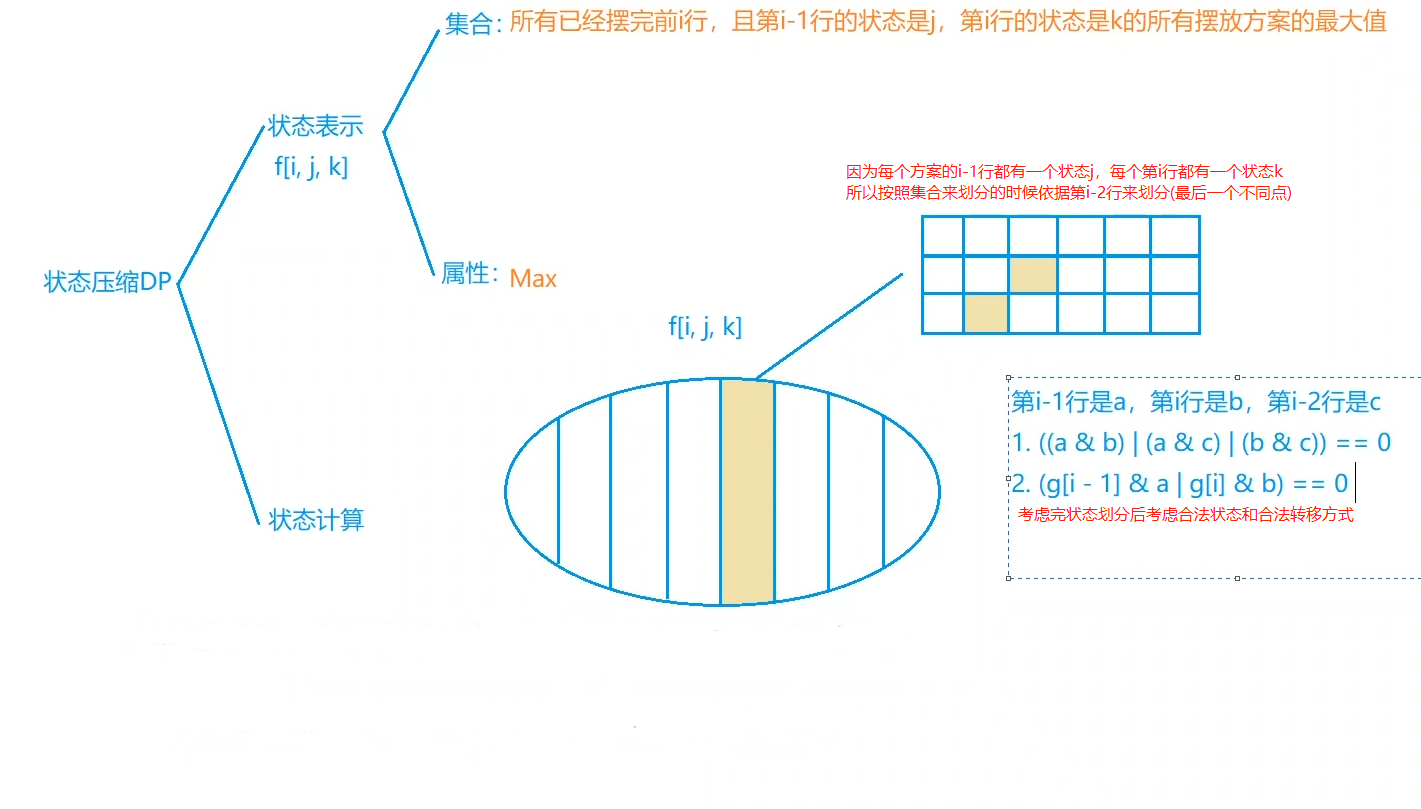 集合：所有已经摆完前i行，且第i-1行的状态是j，第i行的状态是k的所有摆放方案的最大值
状态表示
f[i, j, k]
因为每个方案的i-1行都有一个状态j，每个第i行都有一个状态k
所以按照集合来划分的时候依据第i-2行来划分(最后一个不同点)
状态压缩DP
属性：Max
f[i, j, k]
第i-1行是a，第i行是b，第i-2行是c
1. ((a & b) | (a & c) | (b & c)) == 0
2. (g[i - 1] & a | g[i] & b) == 0
考虑完状态划分后考虑合法状态和合法转移方式
状态计算